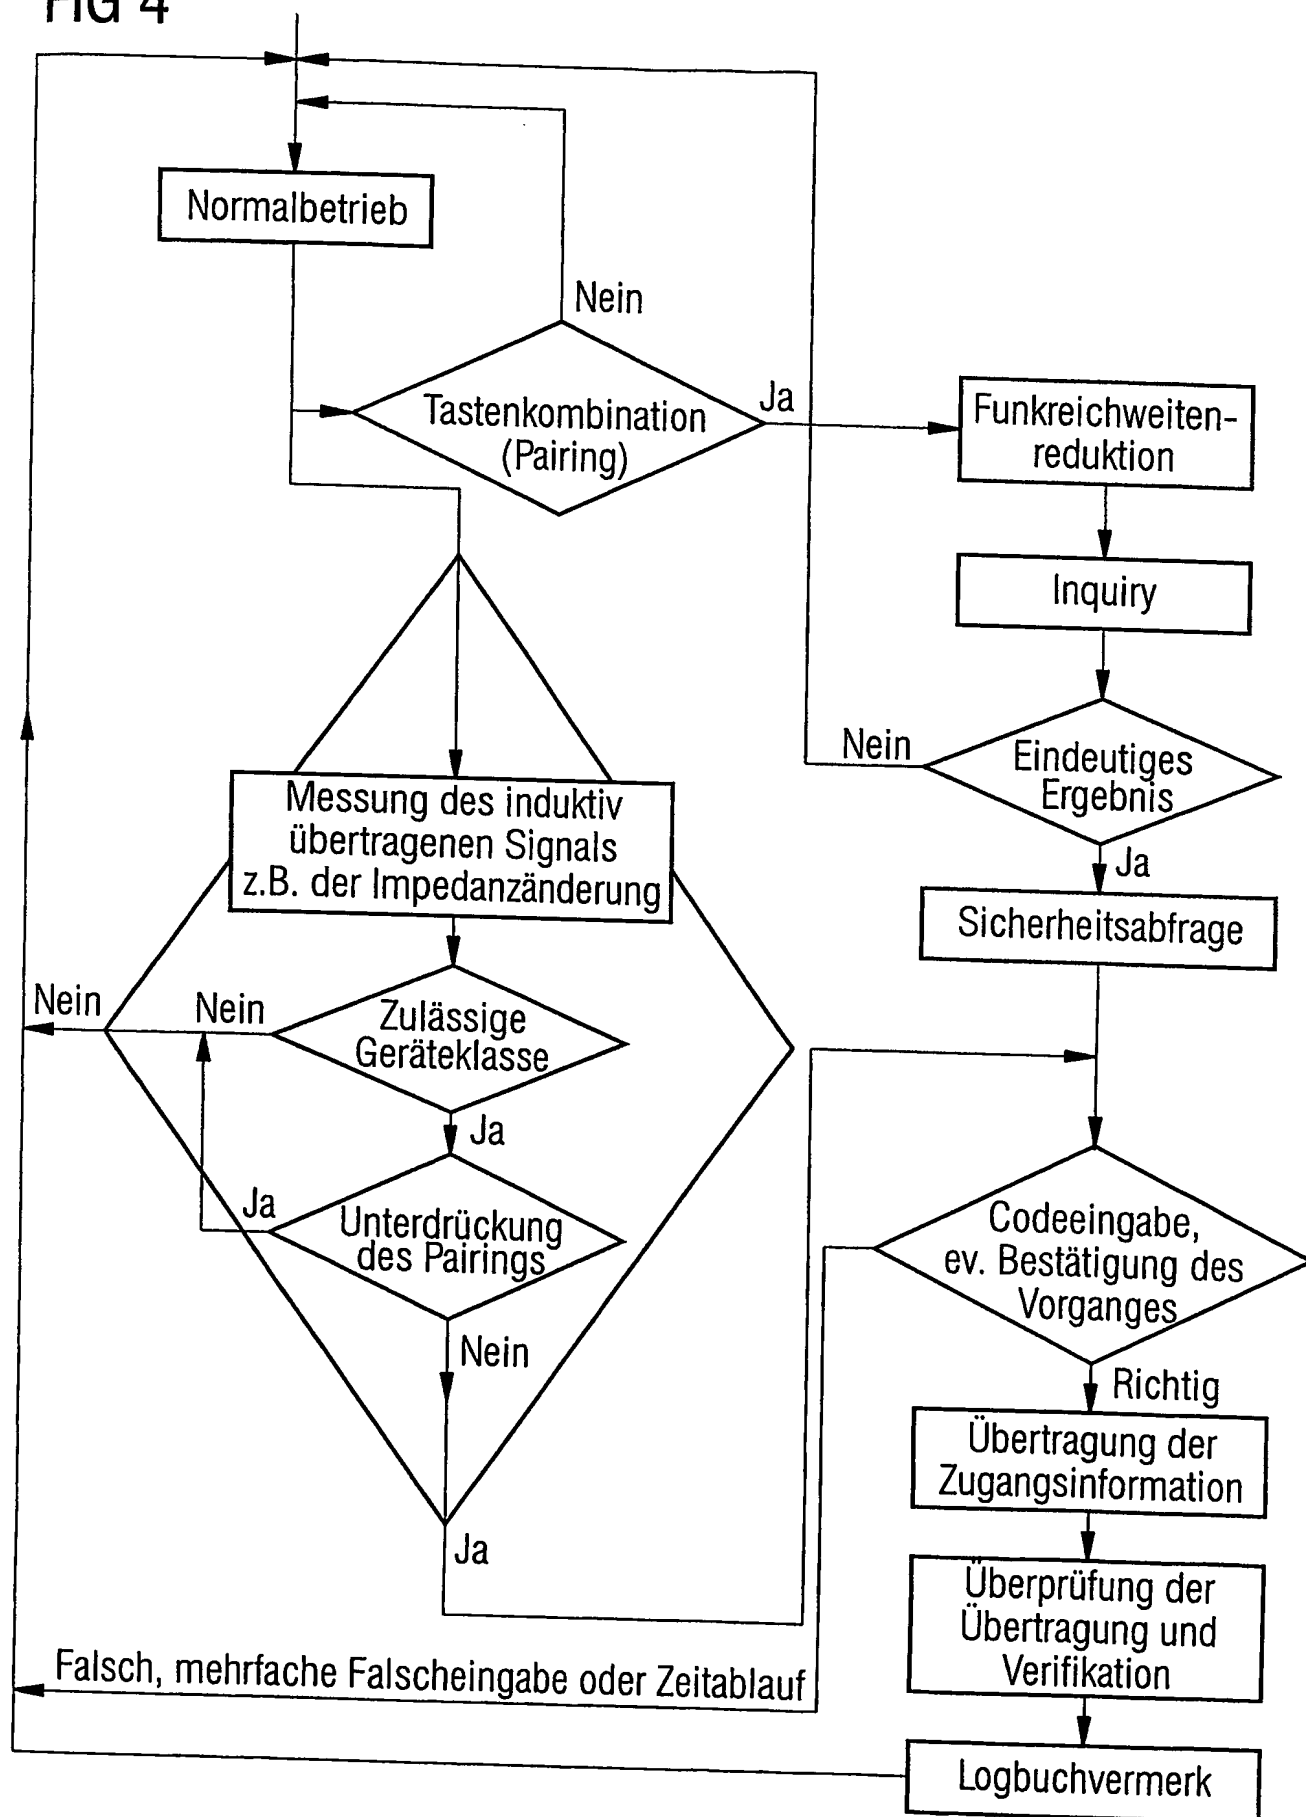 FIG 4
Normalbetrieb
Nein
Tastenkombination
(Pairing)
Ja
Funkreichweiten-
reduktion
Inquiry
Nein
Eindeutiges
Ergebnis
Ja
Sicherheitsabfrage
Messung des induktiv
übertragenen Signals
z.B. der Impedanzänderung
Nein
Nein
Zulässige
Geräteklasse
Ja
Ja
Unterdrückung
des Pairings
Nein
Ja
Codeeingabe,
ev. Bestätigung des
Vorganges
Richtig
Übertragung der
Zugangsinformation
Überprüfung der
Übertragung und
Verifikation
Falsch, mehrfache Falscheingabe oder Zeitablauf
Logbuchvermerk